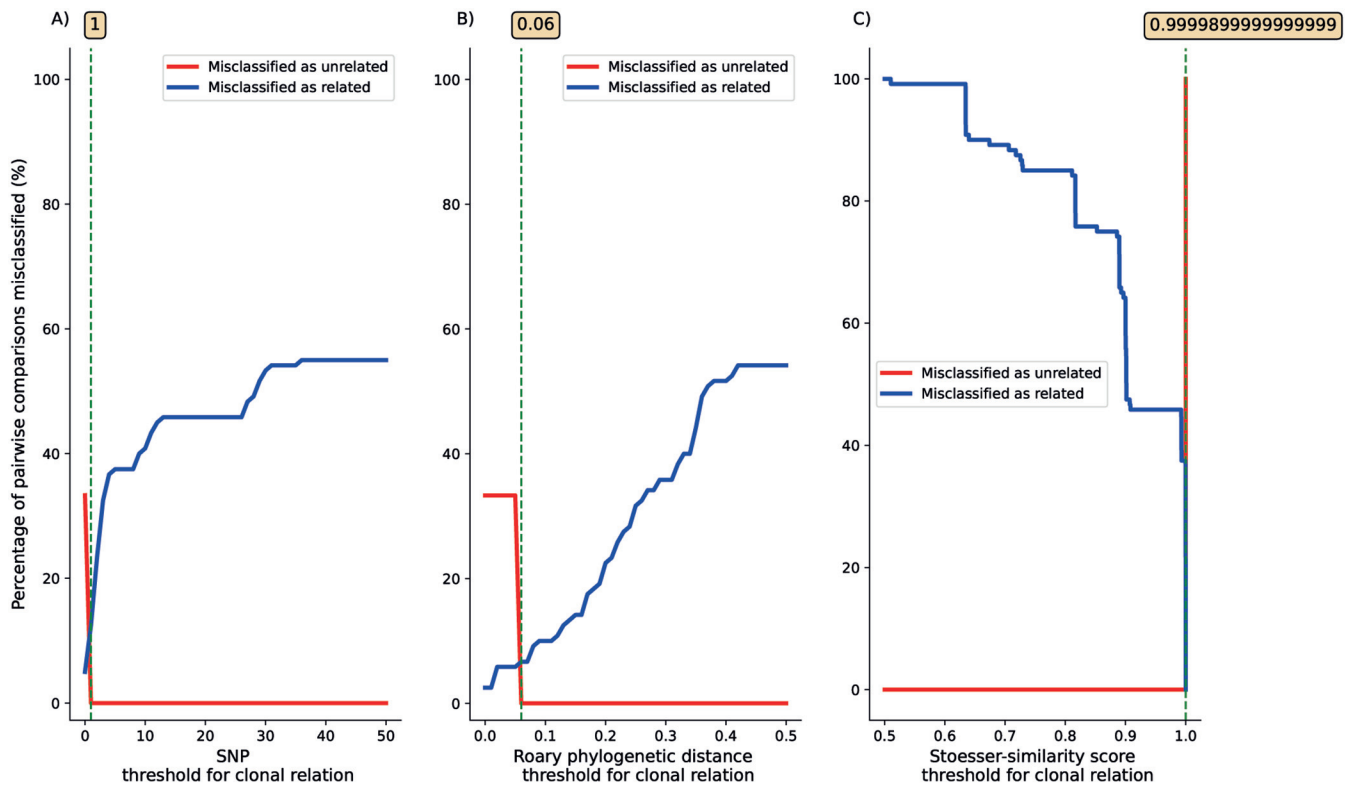 A)
1
B)
0.06
C)
0.9999899999999999
Percentage of pairwise comparisons misclassified (%)
100
80
60
40
20
0
Misclassified as unrelated
Misclassified as related
0 10 20 30 40 50
SNP
threshold for clonal relation
100
80
60
40
20
0
Misclassified as unrelated
Misclassified as related
0.0 0.1 0.2 0.3 0.4 0.5
Roary phylogenetic distance
threshold for clonal relation
100
80
60
40
20
0
Misclassified as unrelated
Misclassified as related
0.5 0.6 0.7 0.8 0.9 1.0
Stoesser-similarity score
threshold for clonal relation